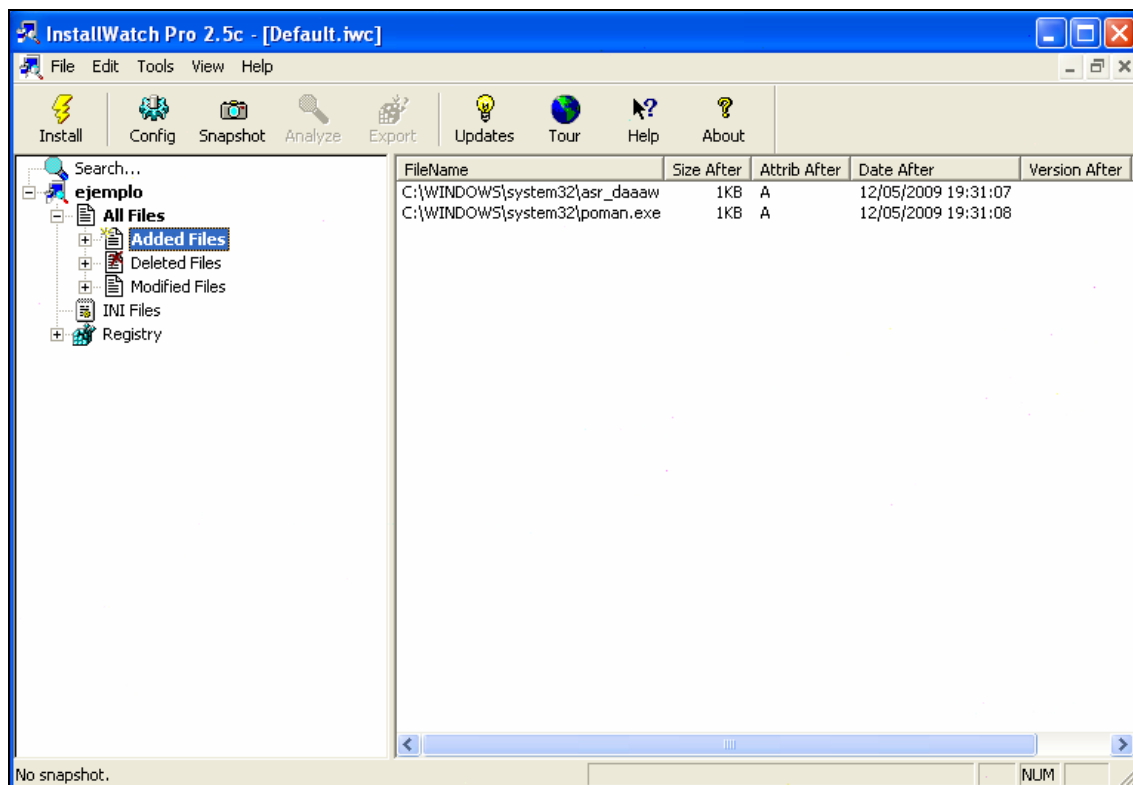 InstallWatch Pro 2.5c - [Default.iwc]
File Edit Tools View Help
Install Config Snapshot Analyze Export Updates Tour Help About
Search...
ejemplo
All Files
Added Files
Deleted Files
Modified Files
INI Files
Registry
FileName Size After Attrib After Date After Version After
C:\WINDOWS\system32\asr_daaaw 1KB A 12/05/2009 19:31:07
C:\WINDOWS\system32\poman.exe 1KB A 12/05/2009 19:31:08
No snapshot. NUM